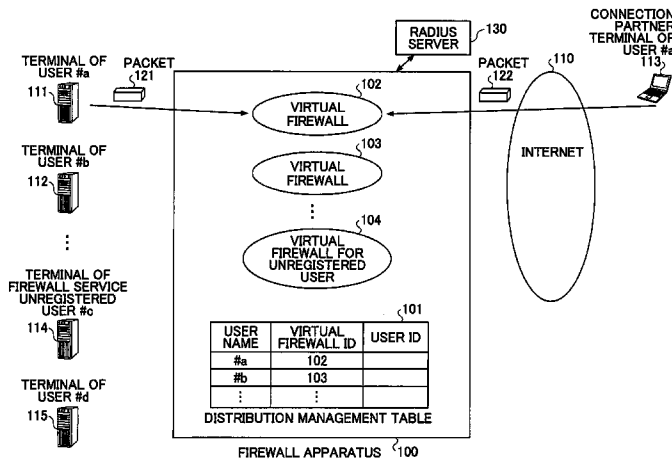 CONNECTION
PARTNER
TERMINAL OF
USER #a
113
RADIUS
SERVER
130
TERMINAL OF
USER #a
111
PACKET
121
102
VIRTUAL
FIREWALL
PACKET
122
110
INTERNET
TERMINAL OF
USER #b
112
103
VIRTUAL
FIREWALL
104
VIRTUAL
FIREWALL FOR
UNREGISTERED
USER
TERMINAL OF
FIREWALL SERVICE
UNREGISTERED
USER #c
114
101
USER NAME VIRTUAL FIREWALL ID USER ID
#a 102
#b 103
DISTRIBUTION MANAGEMENT TABLE
TERMINAL OF
USER #d
115
FIREWALL APPARATUS 100